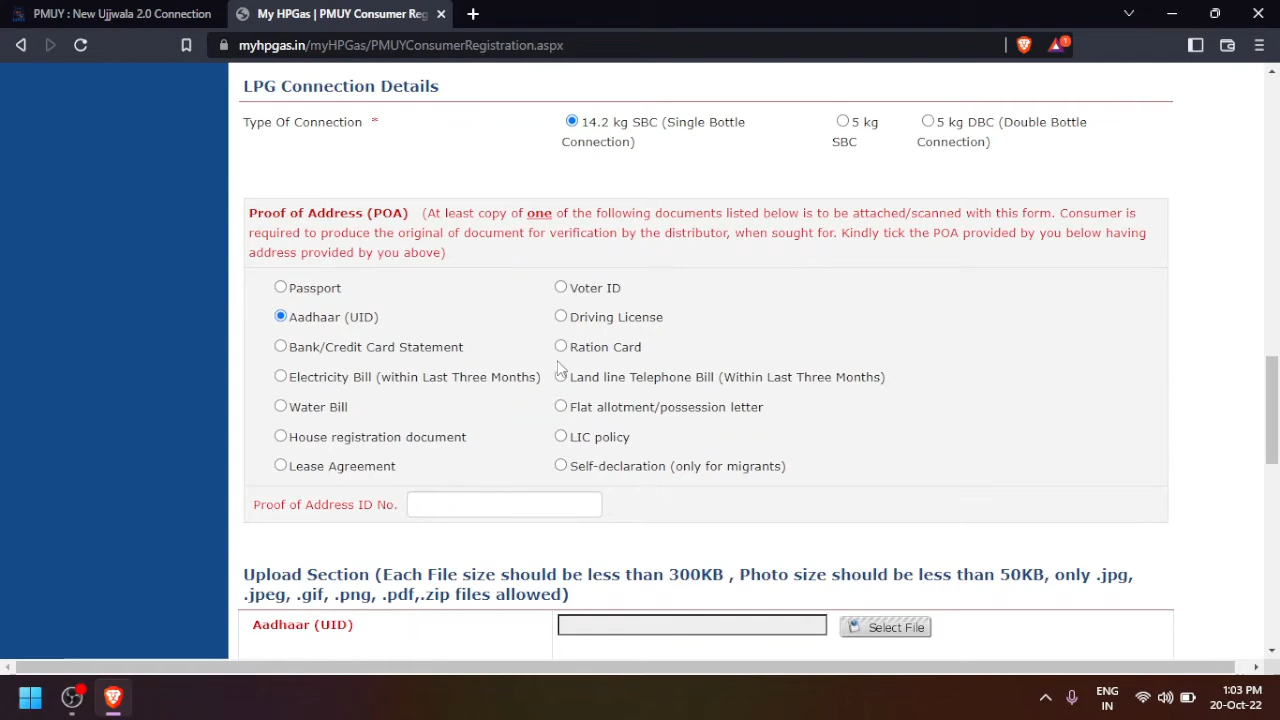 PMUY : New Ujjwala 2.0 Connection
My HPGas | PMUY Consumer Reg
myhpgas.in/myHPGas/PMUYConsumerRegistration.aspx
1
LPG Connection Details
Type Of Connection *
14.2 kg SBC (Single Bottle Connection)
5 kg SBC
5 kg DBC (Double Bottle Connection)
Proof of Address (POA) (At least copy of one of the following documents listed below is to be attached/scanned with this form. Consumer is
required to produce the original of document for verification by the distributor, when sought for. Kindly tick the POA provided by you below having
address provided by you above)
Passport
Voter ID
Aadhaar (UID)
Driving License
Bank/Credit Card Statement
Ration Card
Electricity Bill (within Last Three Months)
Land line Telephone Bill (Within Last Three Months)
Water Bill
Flat allotment/possession letter
House registration document
LIC policy
Lease Agreement
Self-declaration (only for migrants)
Proof of Address ID No.
Upload Section (Each File size should be less than 300KB , Photo size should be less than 50KB, only .jpg,
.jpeg, .gif, .png, .pdf,.zip files allowed)
Aadhaar (UID)
Select File
ENG
IN
1:03 PM
20-Oct-22